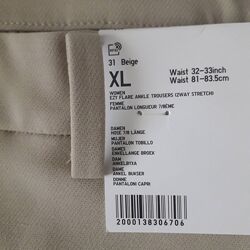 31 Beige
XL
Waist 32-33inch
Waist 81-83.5cm
WOMEN
EZY FLARE ANKLE TROUSERS (2WAY STRETCH)
FEMME
PANTALON LONGUEUR 7/8ÈME
DAMEN
HOSE 7/8 LÄNGE
MUJER
PANTALON TOBILLO
DAMES
ENKELLANGE BROEK
DAM
ANKELBYXA
DAME
ANKEL BUKSER
DONNE
PANTALONI CAPRI
2000138306706